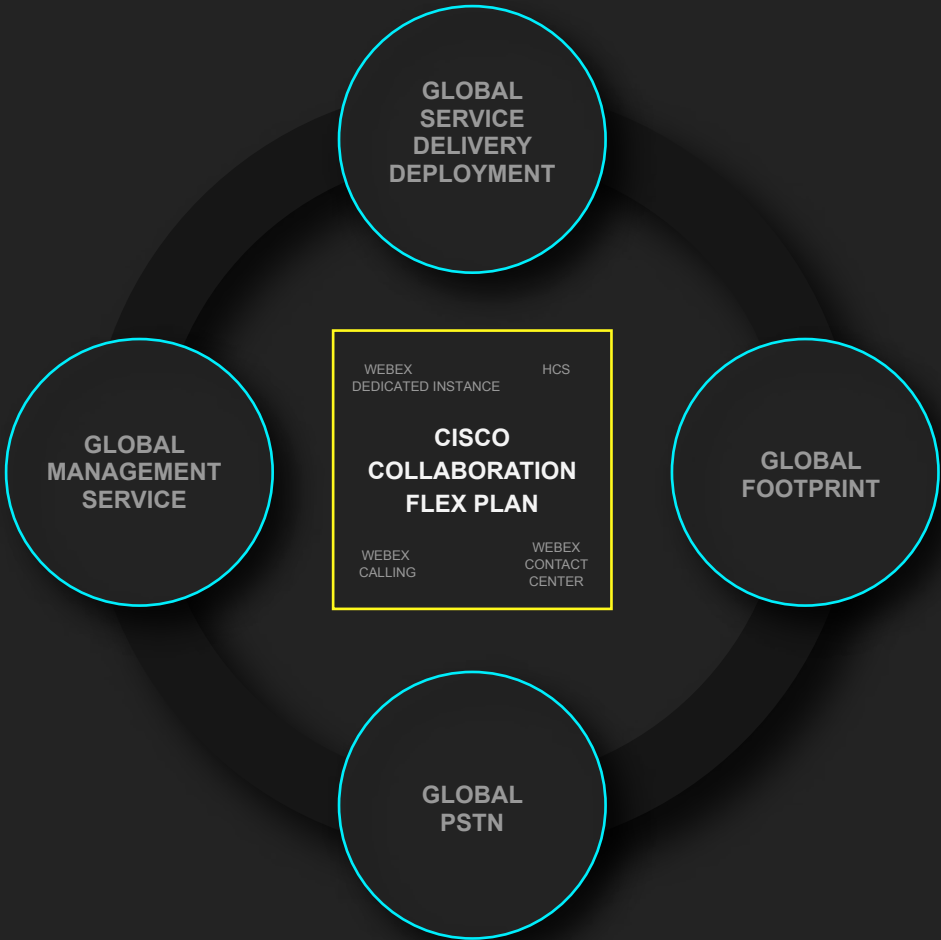 GLOBAL
SERVICE
DELIVERY
DEPLOYMENT
GLOBAL
MANAGEMENT
SERVICE
WEBEX
DEDICATED INSTANCE
HCS
CISCO
COLLABORATION
FLEX PLAN
WEBEX
CALLING
WEBEX
CONTACT
CENTER
GLOBAL
FOOTPRINT
GLOBAL
PSTN